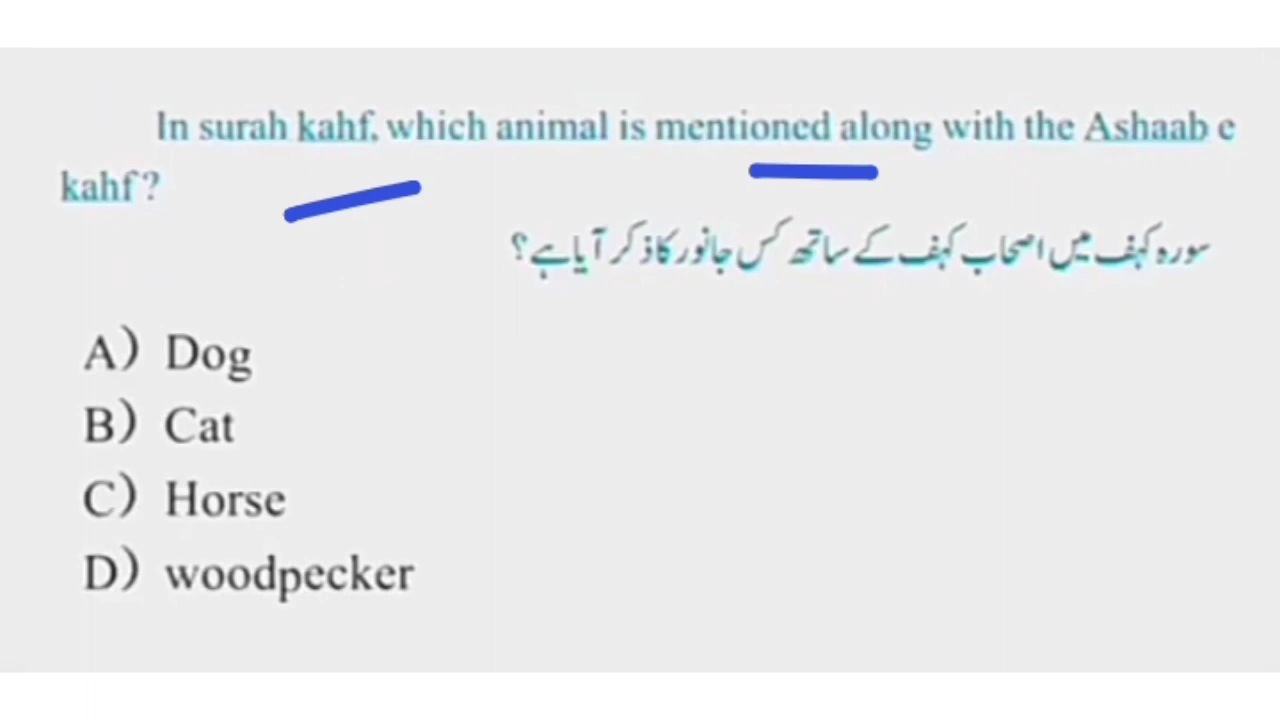 In surah kahf, which animal is mentioned along with the Ashaab e
kahf?
سورہ کہف میں اصحاب کہف کے ساتھ کس جانور کا ذکر آیا ہے؟
A) Dog
B) Cat
C) Horse
D) woodpecker